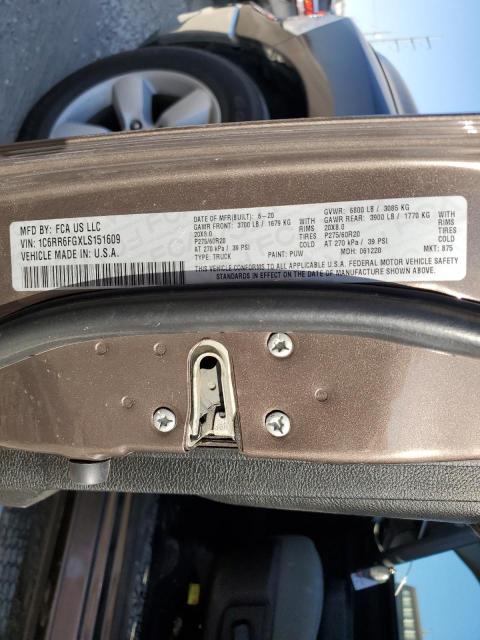 MFD BY: FCA US LLC
VIN: 1C6RR6FGXLS151609
VEHICLE MADE IN: U.S.A.
DATE OF MFR(BUILT): 6-20 GVWR: 6800 LB / 3085 KG
GAWR FRONT: 3700 LB / 1679 KG WITH GAWR REAR: 3900 LB / 1770 KG WITH
20X8.0 RIMS 20X8.0 RIMS
P275/60R20 TIRES P275/60R20 TIRES
AT 270 kPa / 39 PSI AT 270 kPa / 39 PSI
TYPE: TRUCK PAINT: PUW MDH: 061220 MKT: 875
THIS VEHICLE CONFORMS TO ALL APPLICABLE U.S.A. FEDERAL MOTOR VEHICLE SAFETY
STANDARDS IN EFFECT ON THE DATE OF MANUFACTURE SHOWN ABOVE